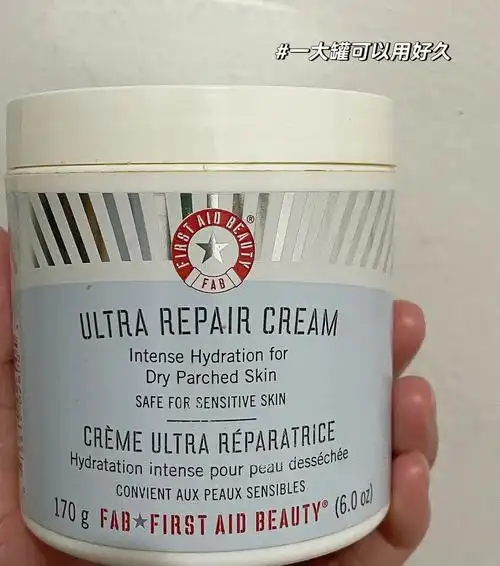 #一大罐可以用好久
FIRST AID BEAUTY®
FAB
ULTRA REPAIR CREAM
Intense Hydration for
Dry Parched Skin
SAFE FOR SENSITIVE SKIN
CRÈME ULTRA RÉPARATRICE
Hydratation intense pour peau desséchée
CONVIENT AUX PEAUX SENSIBLES
170 g FAB★FIRST AID BEAUTY® (6.0 oz)